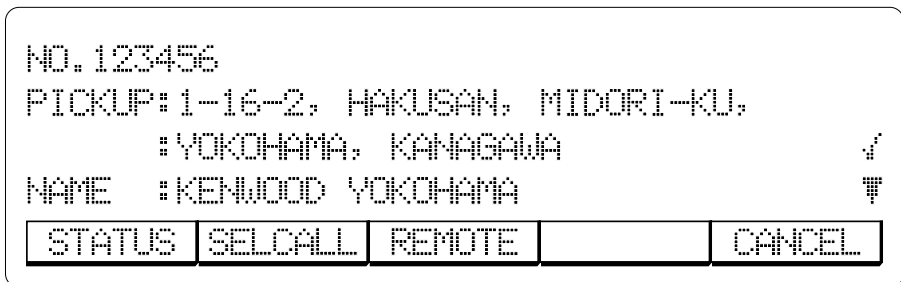 NO.123456
PICKUP:1-16-2, HAKUSAN, MIDORI-KU,
:YOKOHAMA, KANAGAWA √
NAME :KENWOOD YOKOHAMA ▼
STATUS SELCALL REMOTE CANCEL